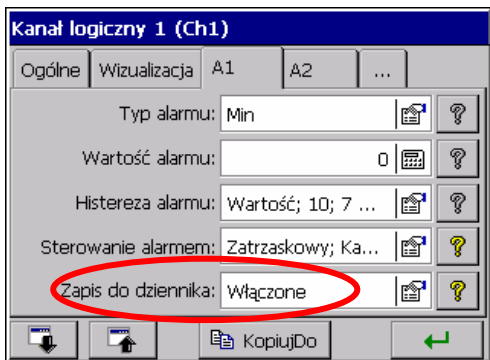 Kanał logiczny 1 (Ch1)
Ogólne Wizualizacja A1 A2 ...
Typ alarmu: Min ?
Wartość alarmu: 0 ?
Histereza alarmu: Wartość; 10; 7 ... ?
Sterowanie alarmem: Zatrzaskowy; Ka... ?
Zapis do dziennika: Włączone ?
KopiujDo